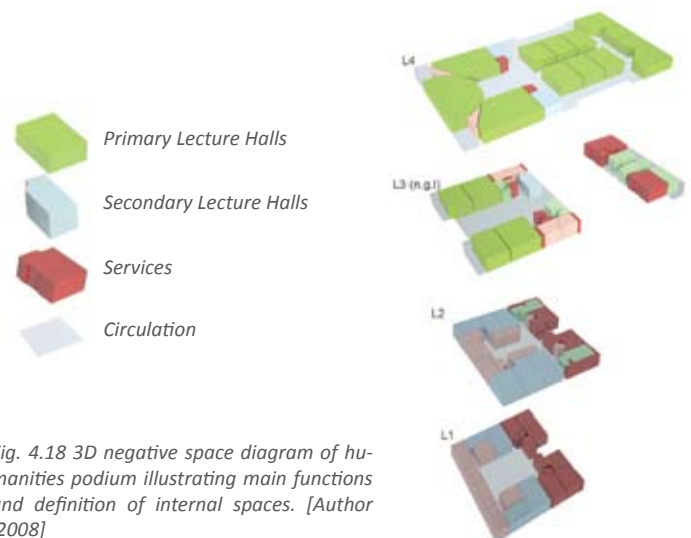 L4
Primary Lecture Halls
L3 (n.g.l)
Secondary Lecture Halls
Services
L2
Circulation
L1
ig. 4.18 3D negative space diagram of hu-
manities podium illustrating main functions
and definition of internal spaces. [Author
2008]